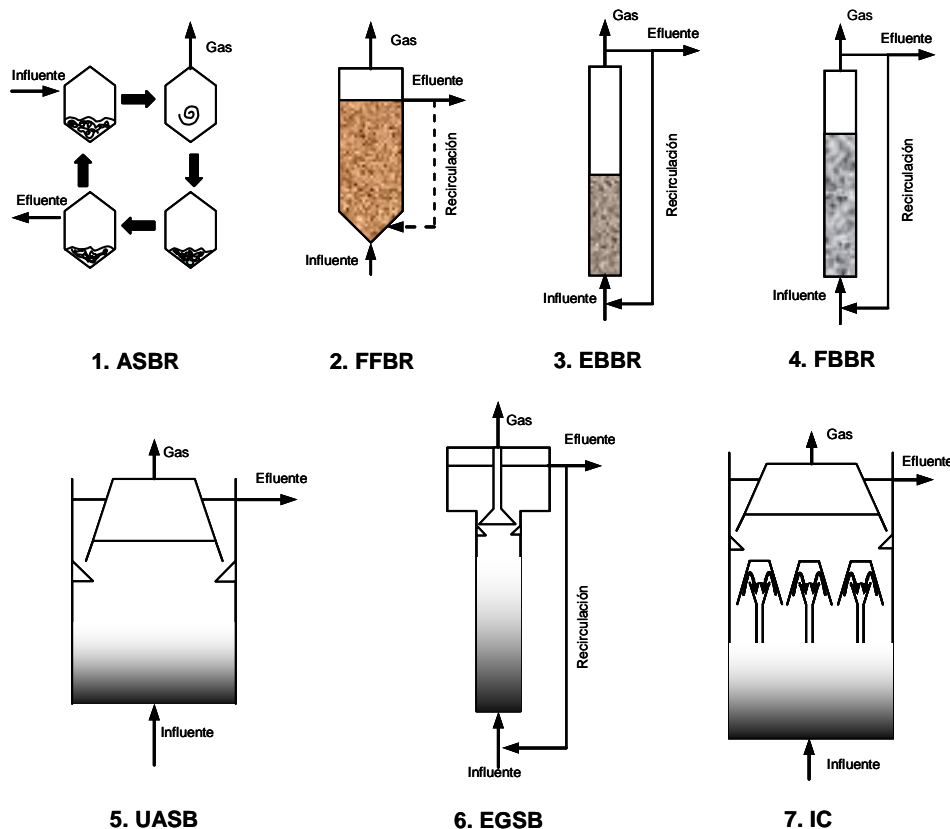 Influente
Gas
Efluente
1. ASBR
Gas
Efluente
Recirculación
Influente
2. FFBR
Gas
Efluente
Recirculación
Influente
3. EBBR
Gas
Efluente
Recirculación
Influente
4. FBBR
Gas
Efluente
Influente
5. UASB
Gas
Efluente
Recirculación
Influente
6. EGSB
Gas
Efluente
Influente
7. IC